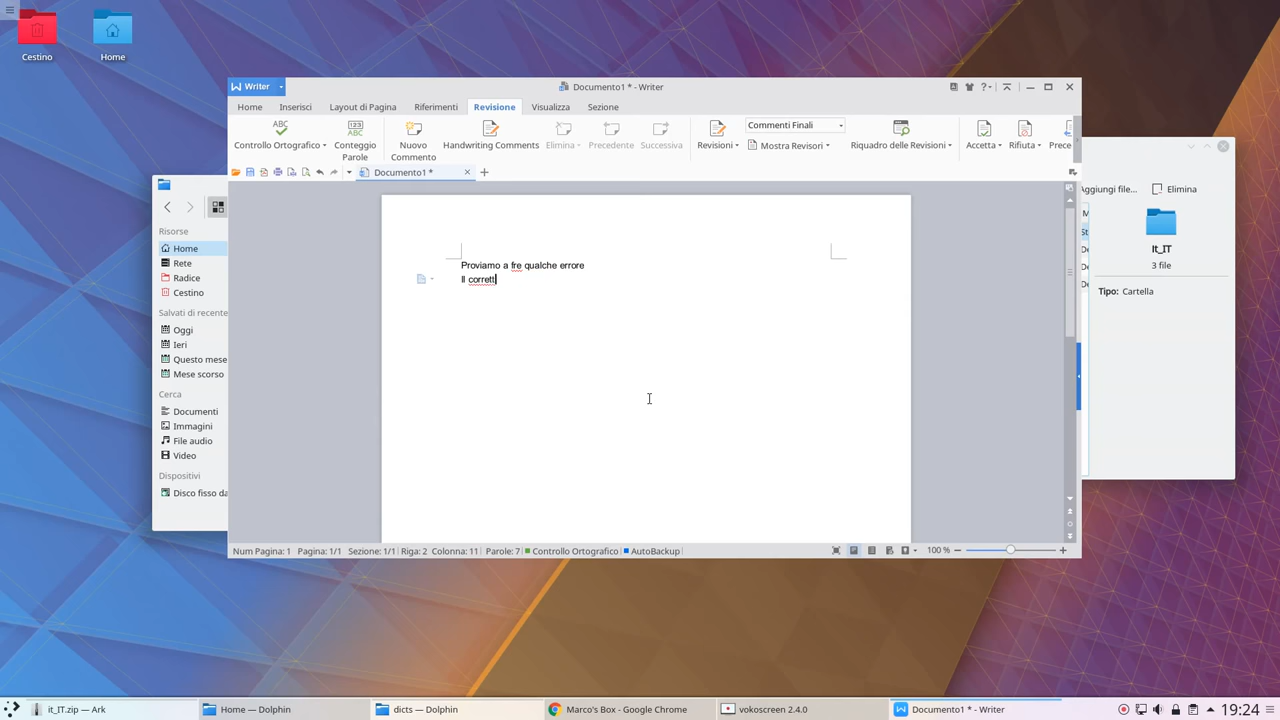 Cestino
Home
Writer
Documento1 * - Writer
Home
Inserisci
Layout di Pagina
Riferimenti
Revisione
Visualizza
Sezione
ABC
Controllo Ortografico
123
ABC
Conteggio
Parole
Nuovo
Commento
Handwriting Comments
Elimina
Precedente
Successiva
Revisioni
Commenti Finali
Mostra Revisori
Riquadro delle Revisioni
Accetta
Rifiuta
Prece
Documento1 *
Proviamo a fre qualche errore
Il corrett
Num Pagina: 1
Pagina: 1/1
Sezione: 1/1
Riga: 2
Colonna: 11
Parole: 7
Controllo Ortografico
AutoBackup
100 %
Risorse
Home
Rete
Radice
Cestino
Salvati di recente
Oggi
Ieri
Questo mese
Mese scorso
Cerca
Documenti
Immagini
File audio
Video
Dispositivi
Disco fisso da
Aggiungi file...
Elimina
It_IT
3 file
Tipo: Cartella
it_IT.zip — Ark
Home — Dolphin
dicts — Dolphin
Marco's Box - Google Chrome
vokoscreen 2.4.0
Documento1 * - Writer
19:24